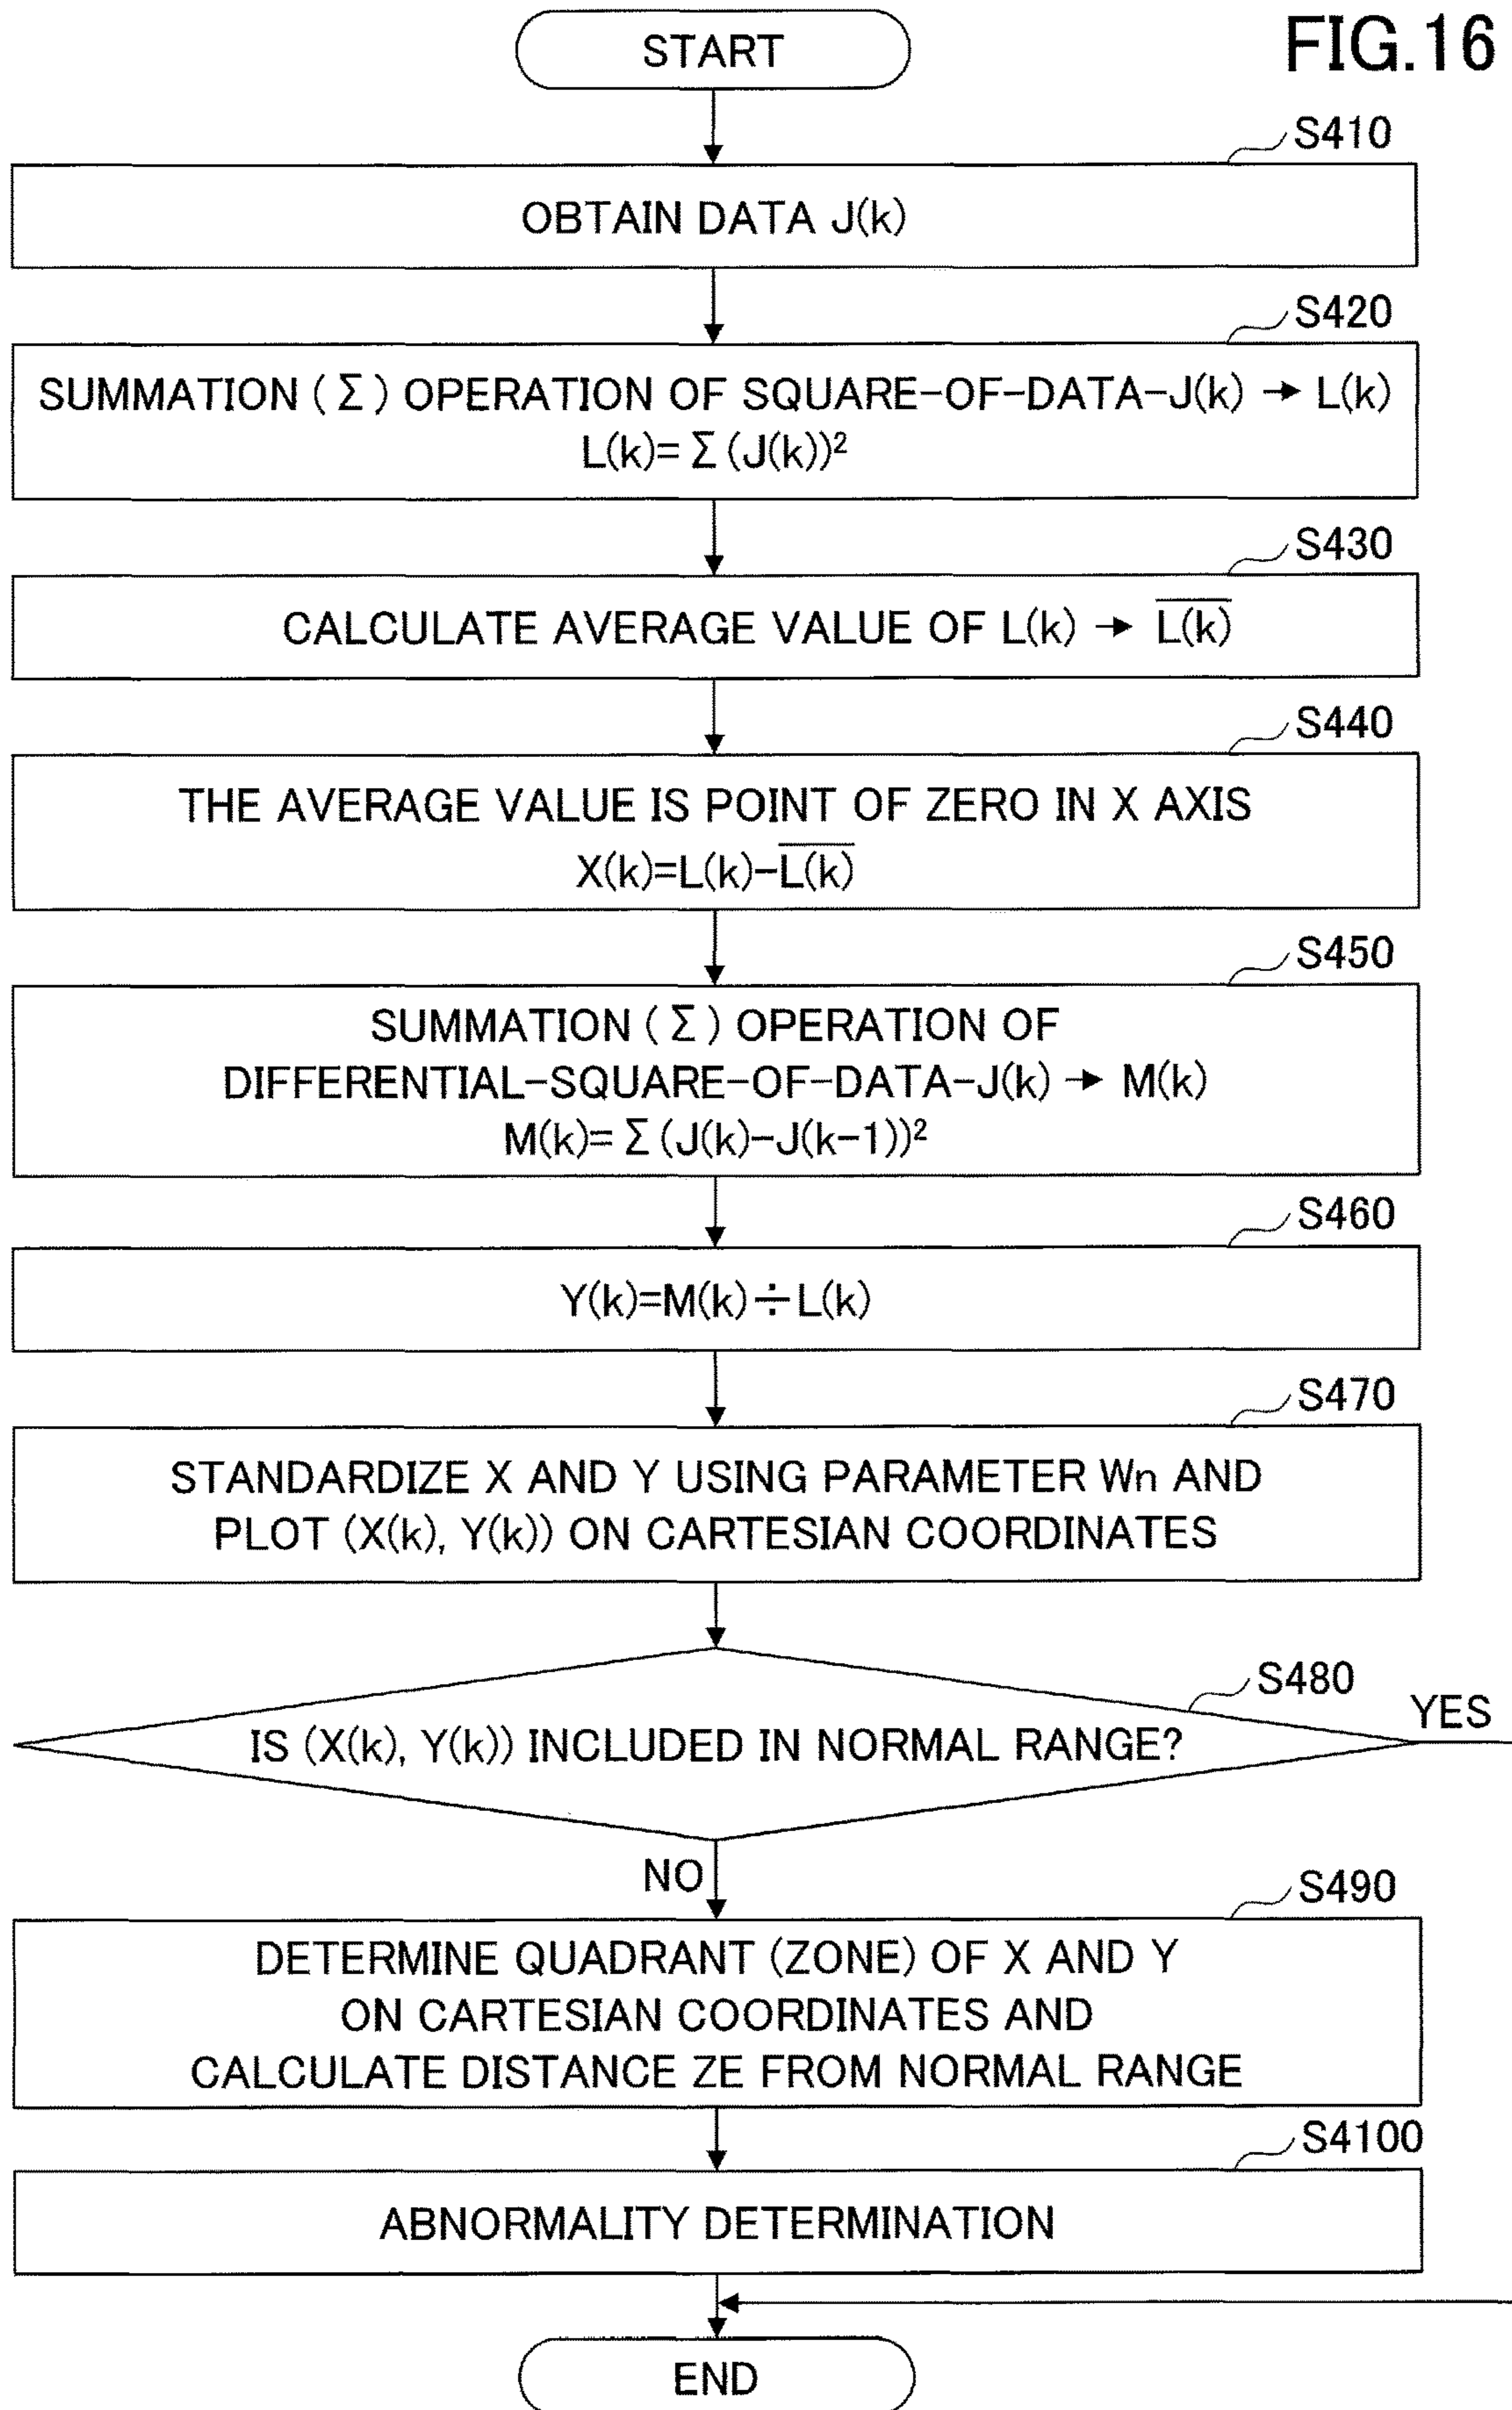 FIG.16
START
S410
OBTAIN DATA J(k)
S420
SUMMATION (Σ) OPERATION OF SQUARE-OF-DATA-J(k) → L(k)
L(k)=Σ(J(k))²
S430
CALCULATE AVERAGE VALUE OF L(k) → L̅(̅k̅)̅
S440
THE AVERAGE VALUE IS POINT OF ZERO IN X AXIS
X(k)=L(k)-L̅(̅k̅)̅
S450
SUMMATION (Σ) OPERATION OF
DIFFERENTIAL-SQUARE-OF-DATA-J(k) → M(k)
M(k)=Σ(J(k)-J(k-1))²
S460
Y(k)=M(k)÷L(k)
S470
STANDARDIZE X AND Y USING PARAMETER Wn AND
PLOT (X(k), Y(k)) ON CARTESIAN COORDINATES
S480
YES
IS (X(k), Y(k)) INCLUDED IN NORMAL RANGE?
NO
S490
DETERMINE QUADRANT (ZONE) OF X AND Y
ON CARTESIAN COORDINATES AND
CALCULATE DISTANCE ZE FROM NORMAL RANGE
S4100
ABNORMALITY DETERMINATION
END